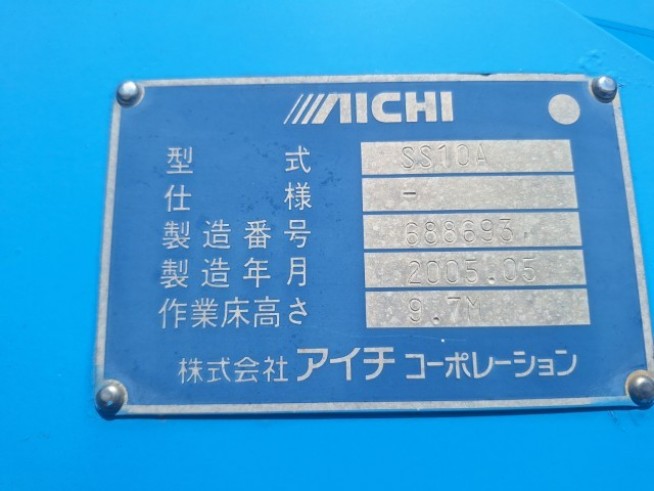 AICHI
型式 SS10A
仕様 -
製造番号 688693
製造年月 2005.05
作業床高さ 9.7M
株式会社 アイチ コーポレーション